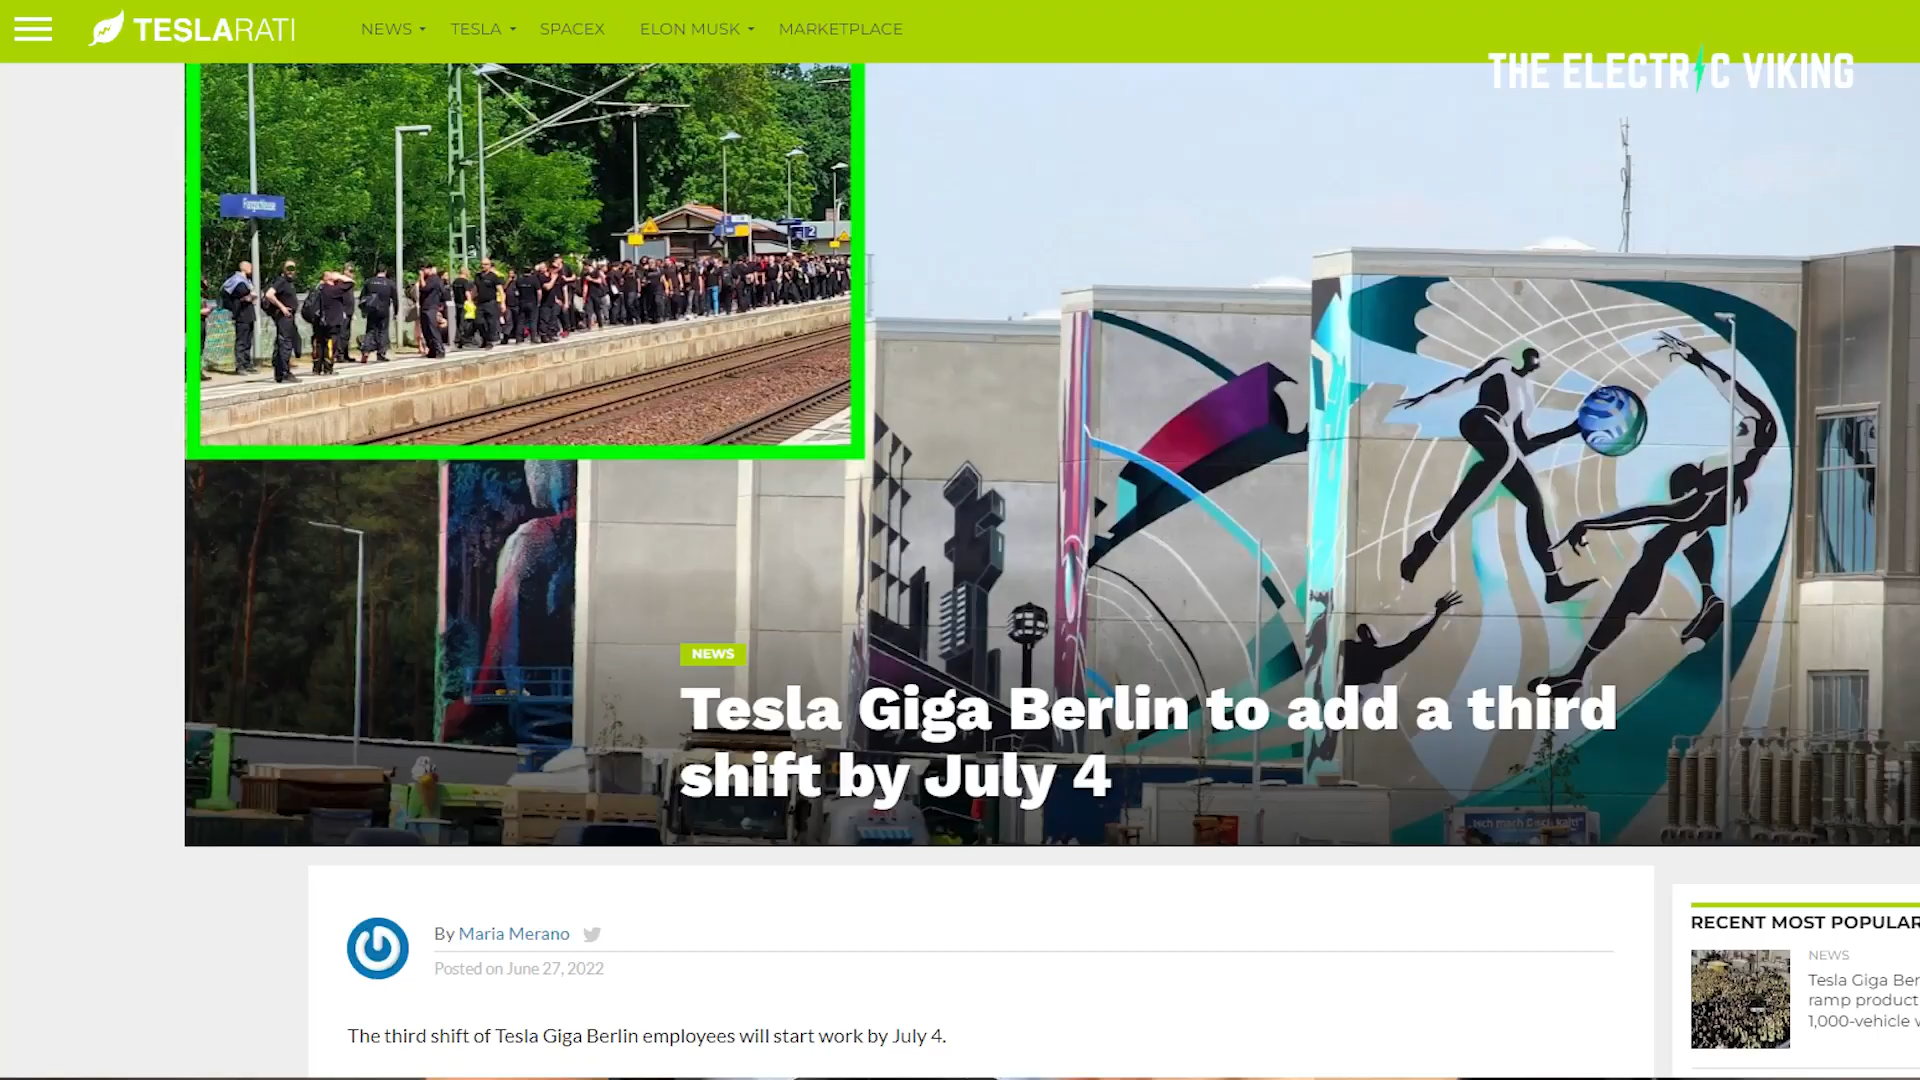 TESLARATI
NEWS
TESLA
SPACEX
ELON MUSK
MARKETPLACE
THE ELECTRIC VIKING
Fangschleuse
2
NEWS
Tesla Giga Berlin to add a third
shift by July 4
By Maria Merano
Posted on June 27, 2022
The third shift of Tesla Giga Berlin employees will start work by July 4.
RECENT MOST POPULAR
NEWS
Tesla Giga Ber
ramp product
1,000-vehicle w